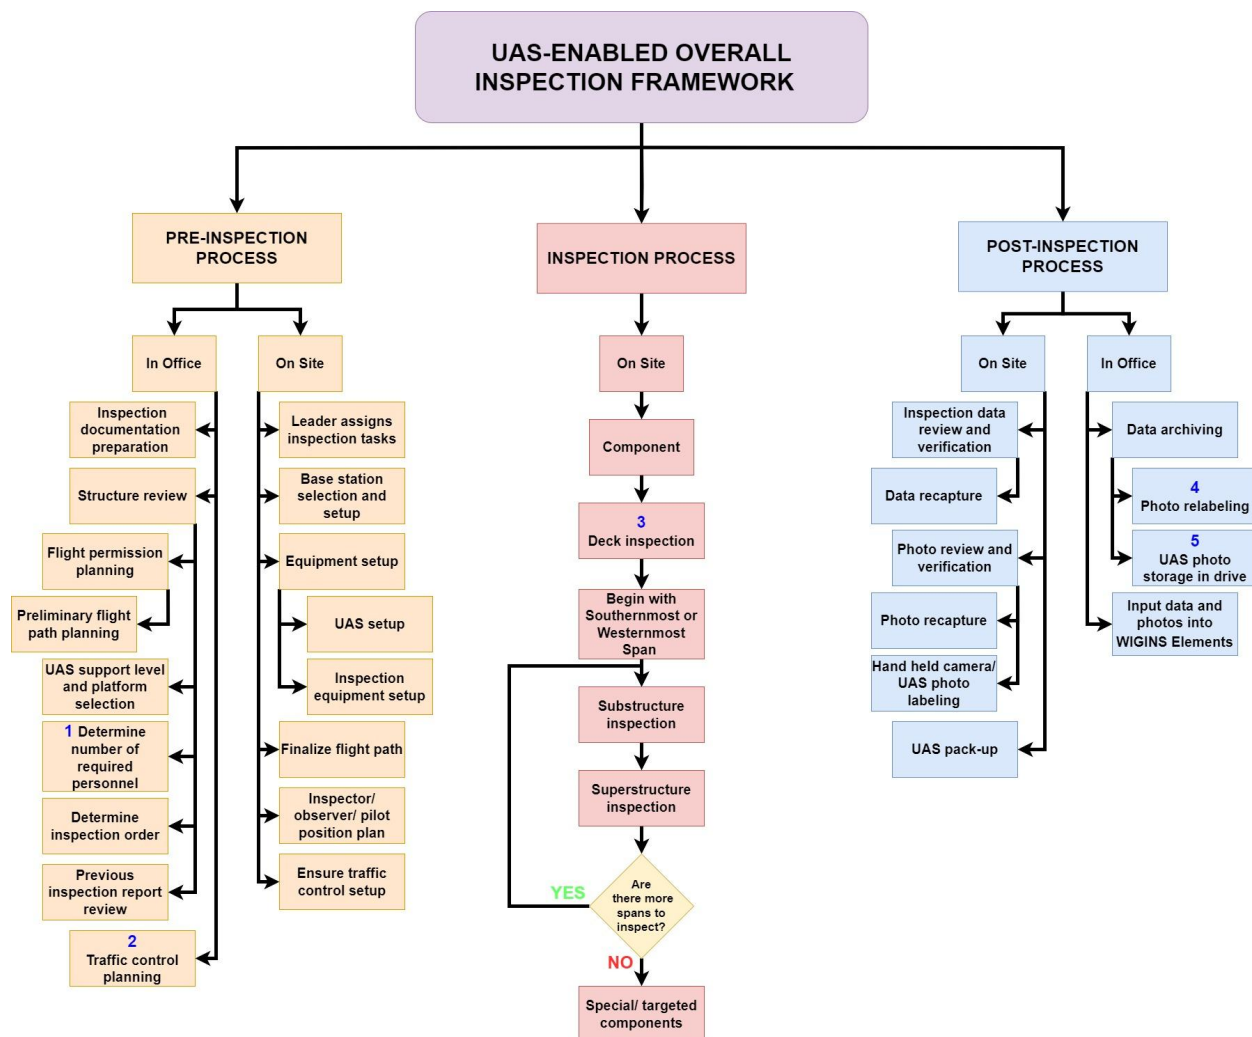 UAS-ENABLED OVERALL
INSPECTION FRAMEWORK
PRE-INSPECTION
PROCESS
In Office
Inspection
documentation
preparation
Structure review
Flight permission
planning
Preliminary flight
path planning
UAS support level
and platform
selection
1 Determine
number of
required
personnel
Determine
inspection order
Previous
inspection report
review
2
Traffic control
planning
On Site
Leader assigns
inspection tasks
Base station
selection and
setup
Equipment setup
UAS setup
Inspection
equipment setup
Finalize flight path
Inspector/
observer/ pilot
position plan
Ensure traffic
control setup
INSPECTION PROCESS
On Site
Component
3
Deck inspection
Begin with
Southernmost or
Westernmost
Span
Substructure
inspection
Superstructure
inspection
Are
there more
spans to
inspect?
YES
NO
Special/ targeted
components
POST-INSPECTION
PROCESS
On Site
Inspection data
review and
verification
Data recapture
Photo review and
verification
Photo recapture
Hand held camera/
UAS photo
labeling
UAS pack-up
In Office
Data archiving
4
Photo relabeling
5
UAS photo
storage in drive
Input data and
photos into
WIGINS Elements